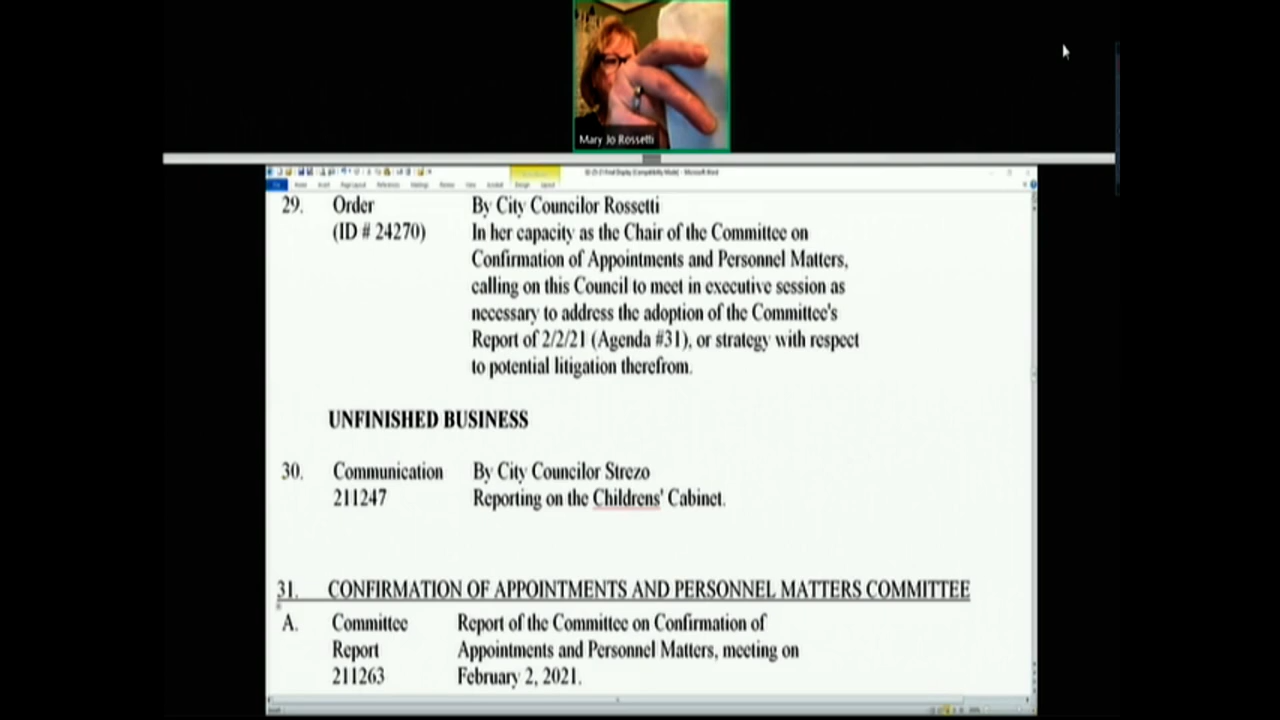 Mary Jo Rossetti
29. Order By City Councilor Rossetti
(ID # 24270) In her capacity as the Chair of the Committee on
Confirmation of Appointments and Personnel Matters,
calling on this Council to meet in executive session as
necessary to address the adoption of the Committee's
Report of 2/2/21 (Agenda #31), or strategy with respect
to potential litigation therefrom.
UNFINISHED BUSINESS
30. Communication By City Councilor Strezo
211247 Reporting on the Childrens' Cabinet.
31. CONFIRMATION OF APPOINTMENTS AND PERSONNEL MATTERS COMMITTEE
A. Committee Report of the Committee on Confirmation of
Report Appointments and Personnel Matters, meeting on
211263 February 2, 2021.